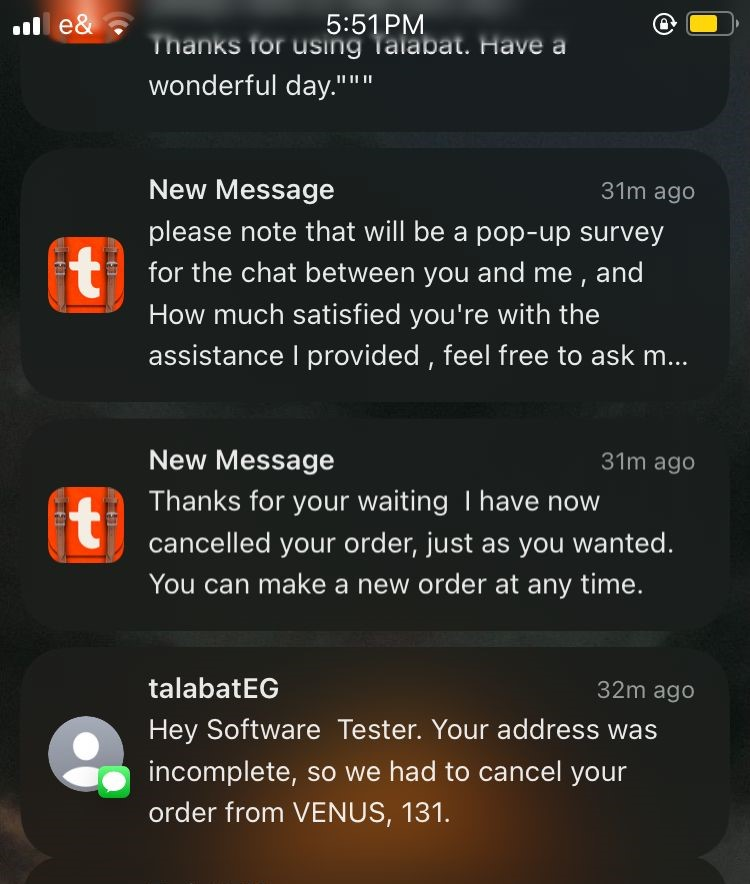 e& 5:51 PM
Thanks for using Talabat. Have a
wonderful day."""
New Message 31m ago
please note that will be a pop-up survey
for the chat between you and me , and
How much satisfied you're with the
assistance I provided , feel free to ask m...
t
New Message 31m ago
Thanks for your waiting  I have now
cancelled your order, just as you wanted.
You can make a new order at any time.
t
talabatEG 32m ago
Hey Software  Tester. Your address was
incomplete, so we had to cancel your
order from VENUS, 131.